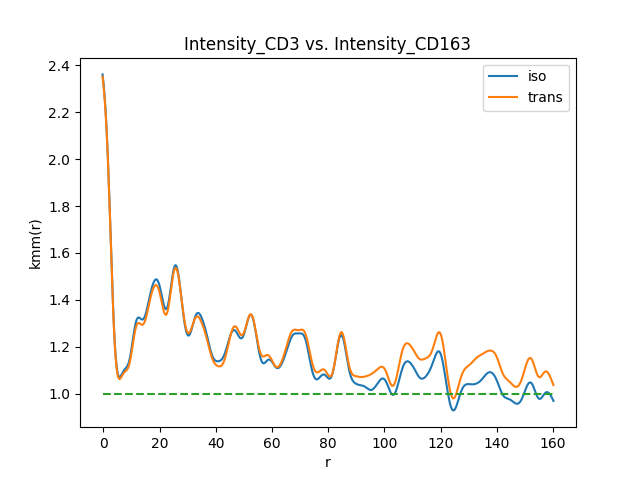 Intensity_CD3 vs. Intensity_CD163
iso
trans
2.4
2.2
2.0
1.8
1.6
1.4
1.2
1.0
kmm(r)
0 20 40 60 80 100 120 140 160
r